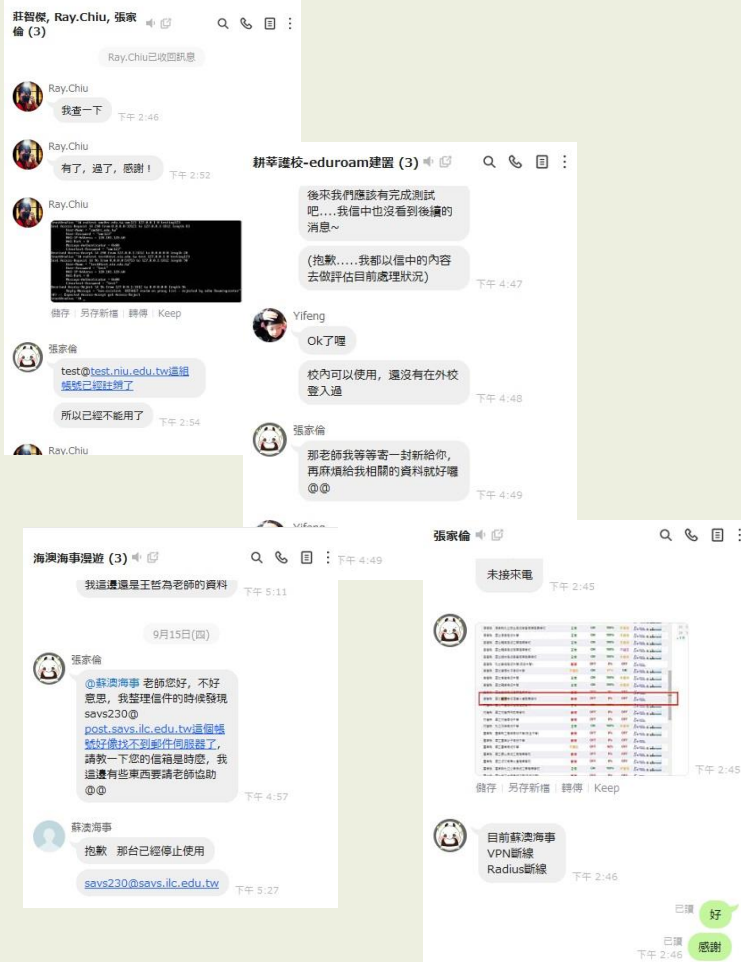 莊智傑, Ray.Chiu, 張家
倫 (3)
Ray.Chiu已收回訊息
Ray.Chiu
我查一下
下午 2:46
Ray.Chiu
有了，過了，感謝！
下午 2:52
Ray.Chiu
儲存 | 另存新檔 | 轉傳 | Keep
張家倫
test@test.niu.edu.tw這組
帳號已經註銷了
所以已經不能用了
下午 2:54
Ray.Chiu
耕莘護校-eduroam建置 (3)
後來我們應該有完成測試
吧....我信中也沒看到後續的
消息~
(抱歉.....我都以信中的內容
去做評估目前處理狀況)
下午 4:47
Yifeng
Ok了喔
校內可以使用，還沒有在外校
登入過
下午 4:48
張家倫
那老師我等等寄一封新給你，
再麻煩給我相關的資料就好囉
@@
下午 4:49
Yifeng
下午 4:49
海澳海事漫遊 (3)
我這邊還是王哲為老師的資料
下午 5:11
9月15日(四)
張家倫
@蘇澳海事 老師您好，不好
意思，我整理信件的時候發現
savs230@
post.savs.ilc.edu.tw這個帳
號好像找不到郵件伺服器了，
請教一下您的信箱是時麼，我
這邊有些東西要請老師協助
@@
下午 4:57
蘇澳海事
抱歉 那台已經停止使用
savs230@savs.ilc.edu.tw
下午 5:27
張家倫
未接來電
下午 2:45
下午 2:45
儲存 | 另存新檔 | 轉傳 | Keep
目前蘇澳海事
VPN斷線
Radius斷線
下午 2:46
已讀
好
已讀
下午 2:46
感謝